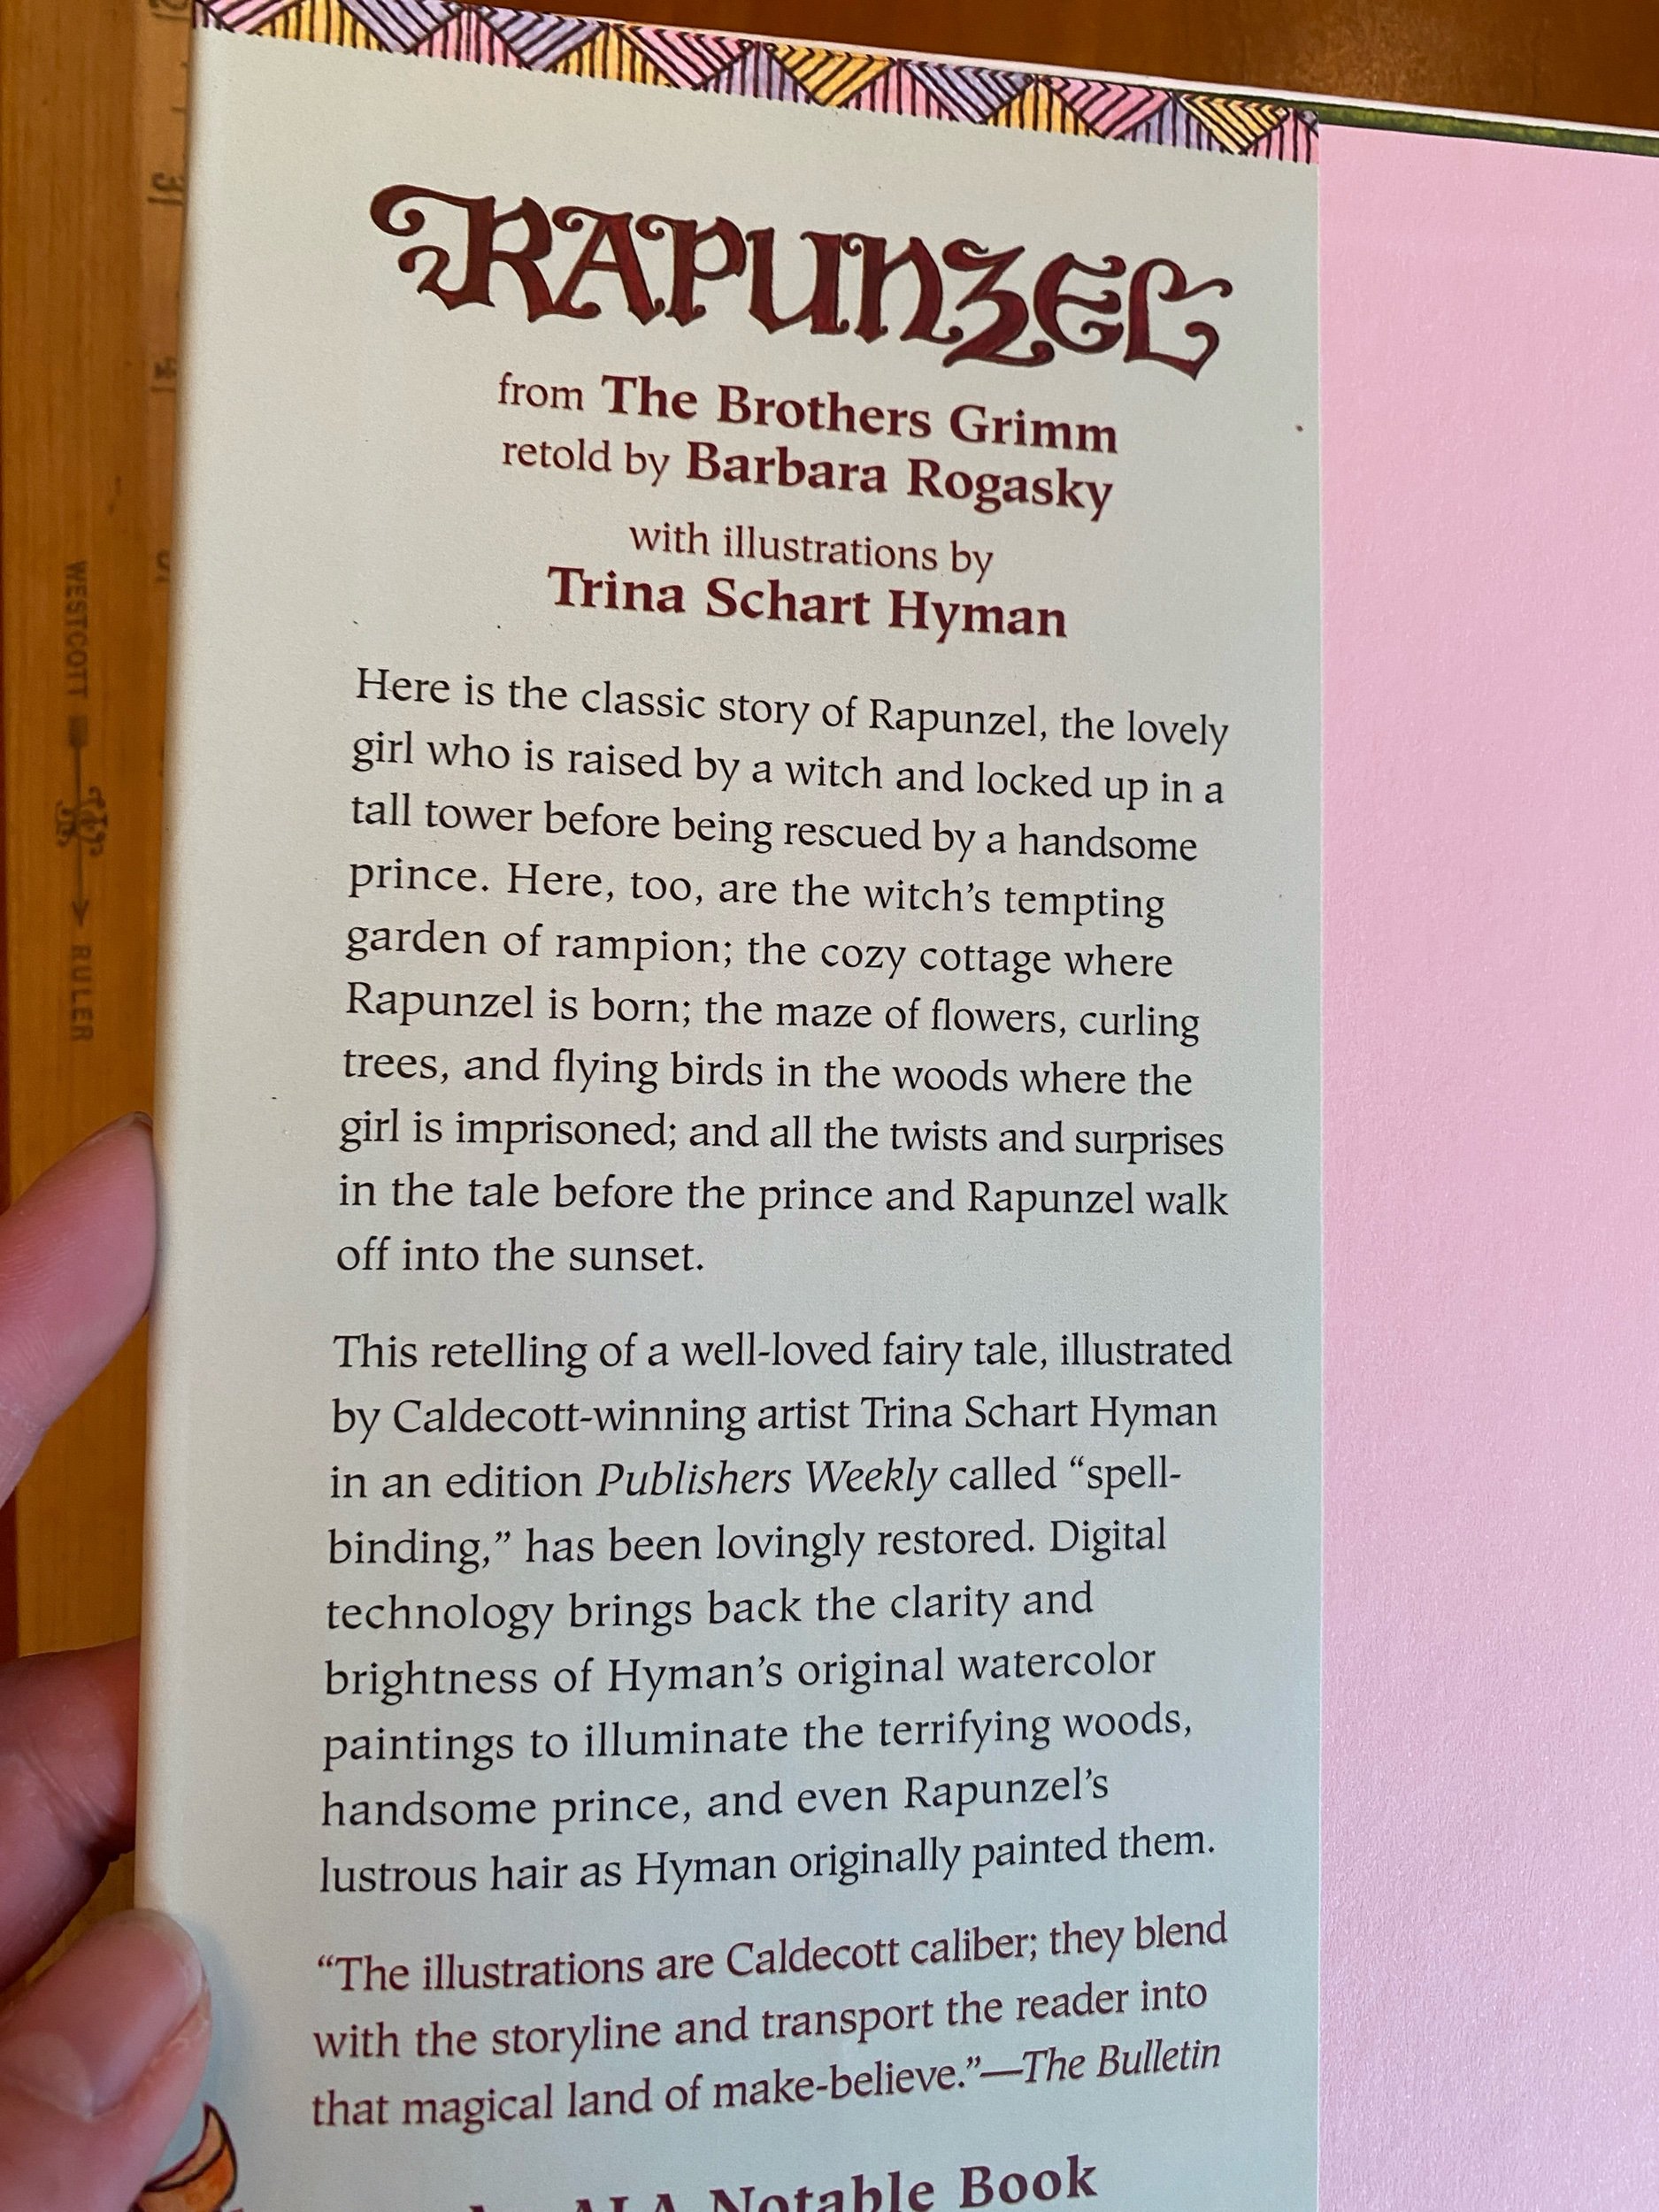 RAPUNZEL
from The Brothers Grimm
retold by Barbara Rogasky
with illustrations by
Trina Schart Hyman
Here is the classic story of Rapunzel, the lovely
girl who is raised by a witch and locked up in a
tall tower before being rescued by a handsome
prince. Here, too, are the witch’s tempting
garden of rampion; the cozy cottage where
Rapunzel is born; the maze of flowers, curling
trees, and flying birds in the woods where the
girl is imprisoned; and all the twists and surprises
in the tale before the prince and Rapunzel walk
off into the sunset.
This retelling of a well-loved fairy tale, illustrated
by Caldecott-winning artist Trina Schart Hyman
in an edition Publishers Weekly called “spell-
binding,” has been lovingly restored. Digital
technology brings back the clarity and
brightness of Hyman’s original watercolor
paintings to illuminate the terrifying woods,
handsome prince, and even Rapunzel’s
lustrous hair as Hyman originally painted them.
“The illustrations are Caldecott caliber; they blend
with the storyline and transport the reader into
that magical land of make-believe.”—The Bulletin
ALA Notable Book
WESTCOTT RULER
3
4